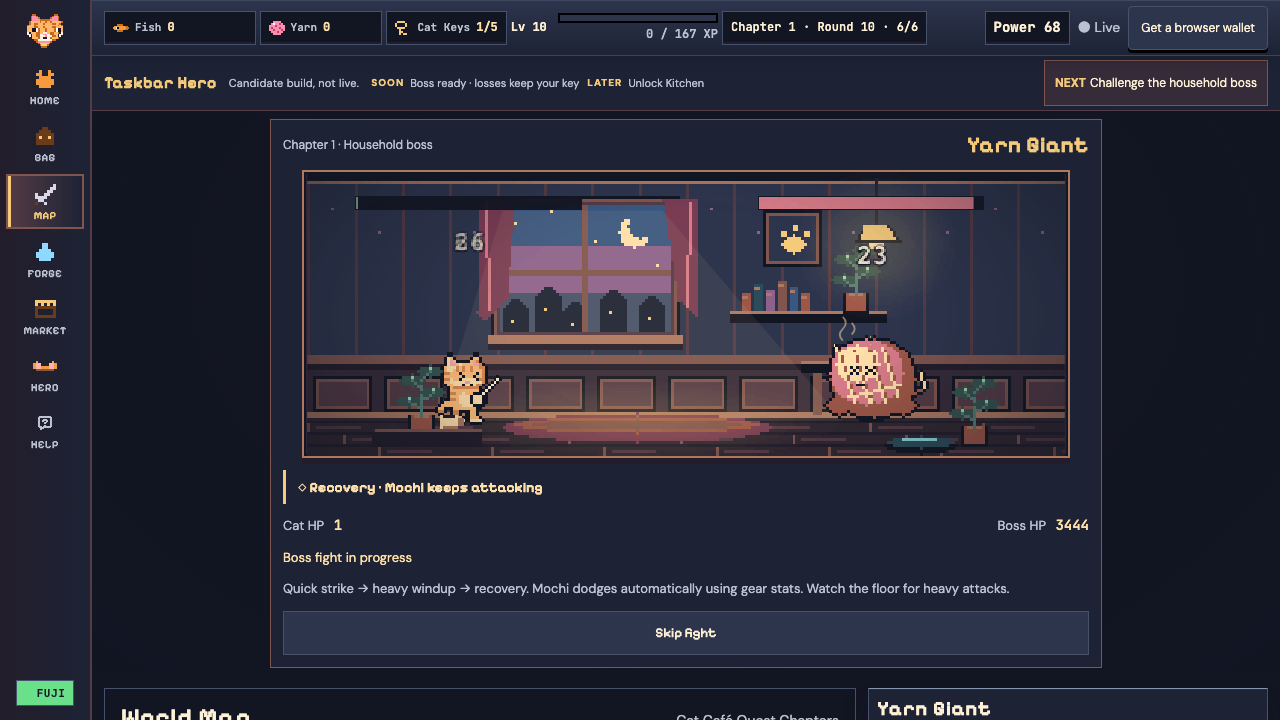 Fish 0
Yarn 0
Cat Keys 1/5
Lv 10
0 / 167 XP
Chapter 1 · Round 10 · 6/6
Power 68
Live
Get a browser wallet
HOME
BAG
MAP
FORGE
MARKET
HERO
HELP
FUJI
Taskbar Hero
Candidate build, not live.
SOON Boss ready · losses keep your key
LATER Unlock Kitchen
NEXT Challenge the household boss
Chapter 1 · Household boss
Yarn Giant
26
23
◇ Recovery · Mochi keeps attacking
Cat HP 1
Boss HP 3444
Boss fight in progress
Quick strike → heavy windup → recovery. Mochi dodges automatically using gear stats. Watch the floor for heavy attacks.
Skip fight
World Map
Cat Café Quest Chapters
Yarn Giant